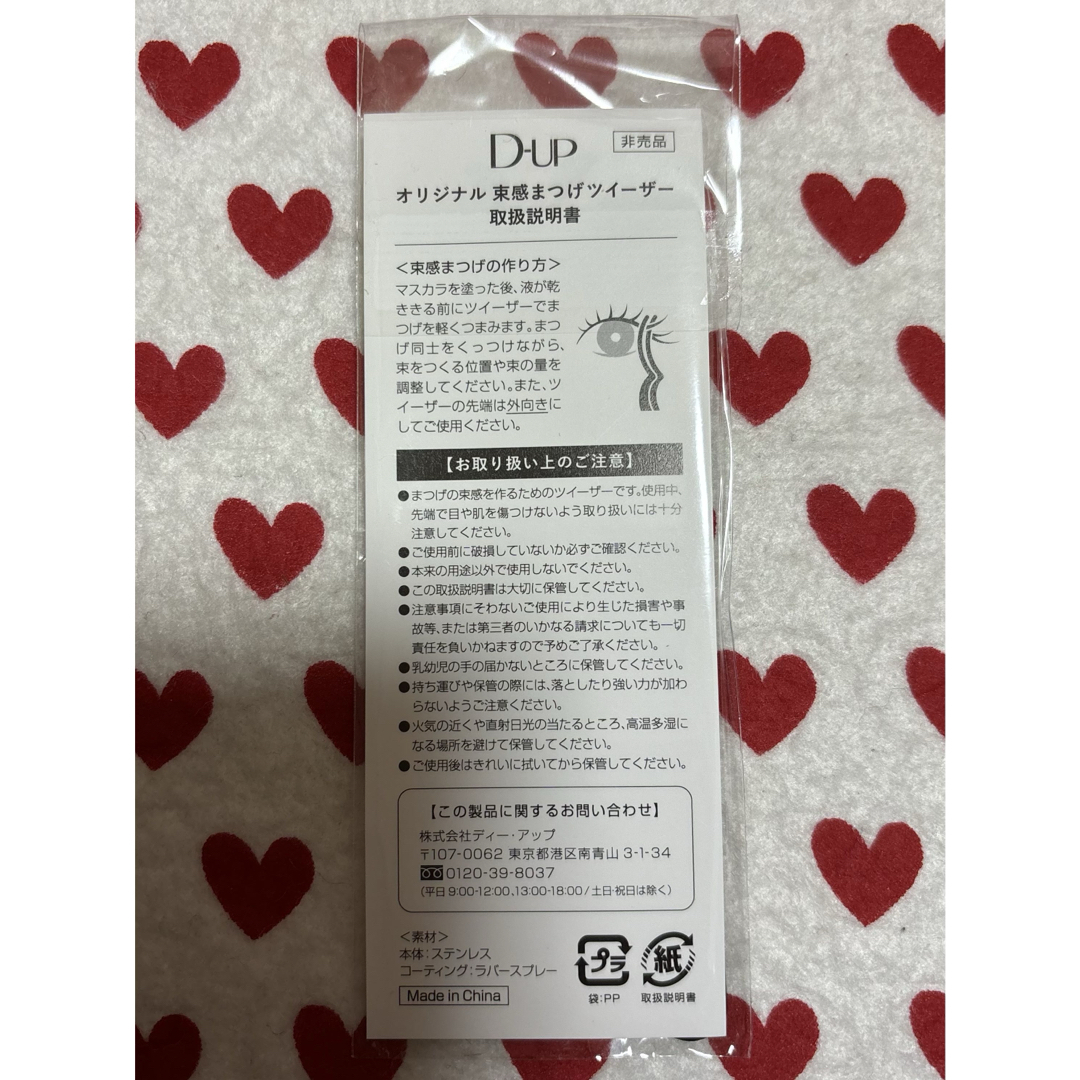 D-UP
非売品
オリジナル 束感まつげツイーザー
取扱説明書
＜束感まつげの作り方＞
マスカラを塗った後、液が乾
ききる前にツイーザーでま
つげを軽くつまみます。まつ
げ同士をくっつけながら、
束をつくる位置や束の量を
調整してください。また、ツ
イーザーの先端は外向きに
してご使用ください。
【お取り扱い上のご注意】
●まつげの束感を作るためのツイーザーです。使用中、
先端で目や肌を傷つけないよう取り扱いには十分
注意してください。
●ご使用前に破損していないか必ずご確認ください。
●本来の用途以外で使用しないでください。
●この取扱説明書は大切に保管してください。
●注意事項にそわないご使用により生じた損害や事
故等、または第三者のいかなる請求についても一切
責任を負いかねますので予めご了承ください。
●乳幼児の手の届かないところに保管してください。
●持ち運びや保管の際には、落としたり強い力が加わ
らないようご注意ください。
●火気の近くや直射日光の当たるところ、高温多湿に
なる場所を避けて保管してください。
●ご使用後はきれいに拭いてから保管してください。
【この製品に関するお問い合わせ】
株式会社ディー・アップ
〒107-0062 東京都港区南青山 3-1-34
0120-39-8037
（平日 9:00-12:00、13:00-18:00 / 土日・祝日は除く）
＜素材＞
本体：ステンレス
コーティング：ラバースプレー
Made in China
プラ
袋：PP
紙
取扱説明書